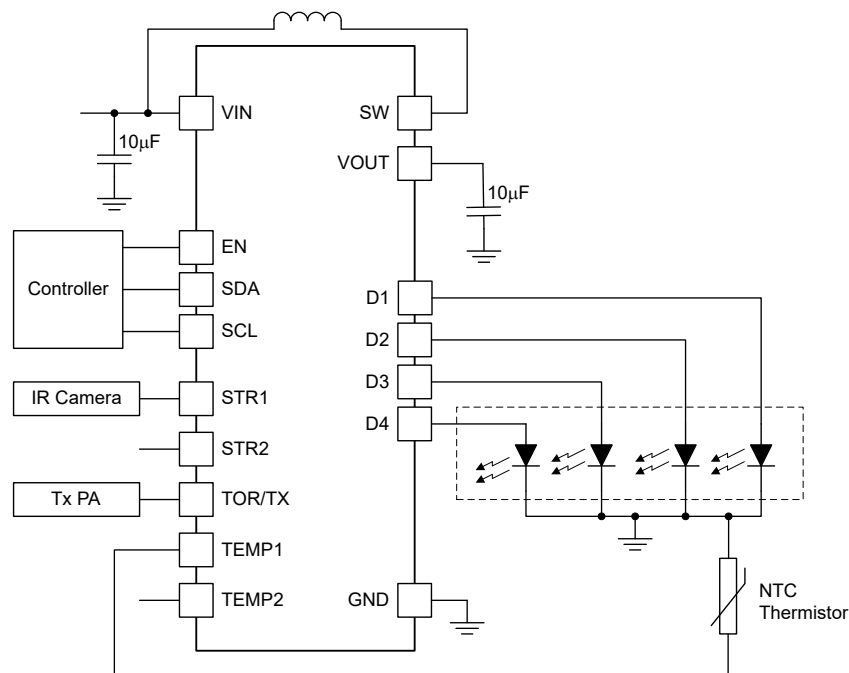 VIN
SW
10μF
VOUT
10μF
EN
Controller
SDA
D1
SCL
D2
IR Camera
STR1
D3
STR2
D4
Tx PA
TOR/TX
TEMP1
TEMP2
GND
NTC
Thermistor